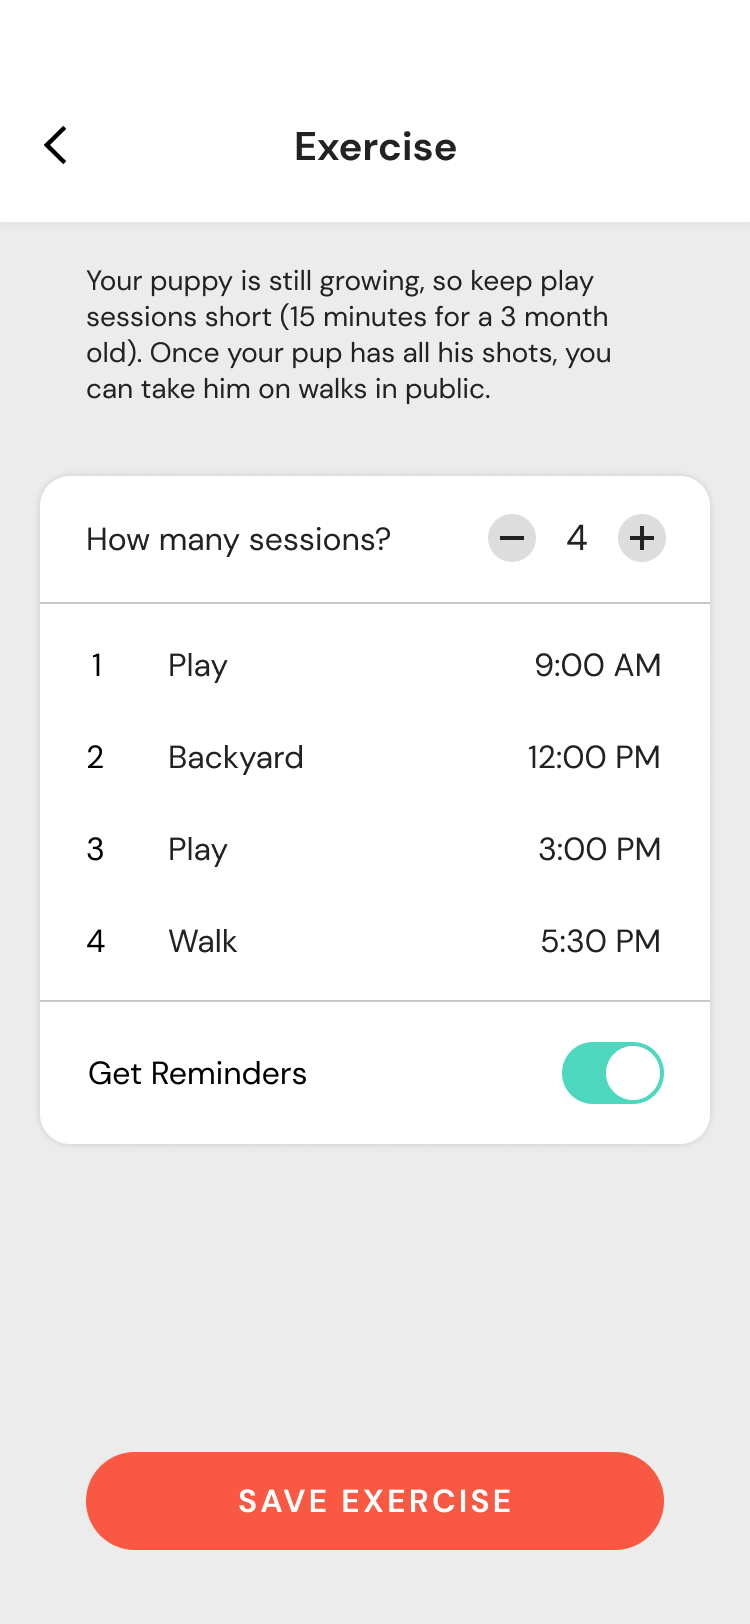 Exercise
Your puppy is still growing, so keep play
sessions short (15 minutes for a 3 month
old). Once your pup has all his shots, you
can take him on walks in public.
How many sessions? 4
1 Play 9:00 AM
2 Backyard 12:00 PM
3 Play 3:00 PM
4 Walk 5:30 PM
Get Reminders
SAVE EXERCISE